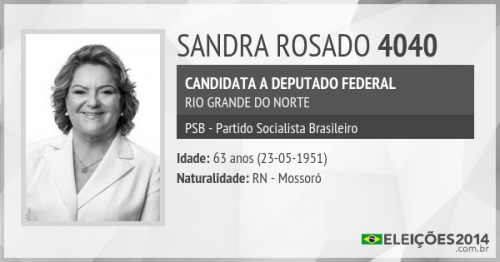 SANDRA ROSADO 4040
CANDIDATA A DEPUTADO FEDERAL
RIO GRANDE DO NORTE
PSB - Partido Socialista Brasileiro
Idade: 63 anos (23-05-1951)
Naturalidade: RN - Mossoró
ELEIÇÕES2014
.com.br